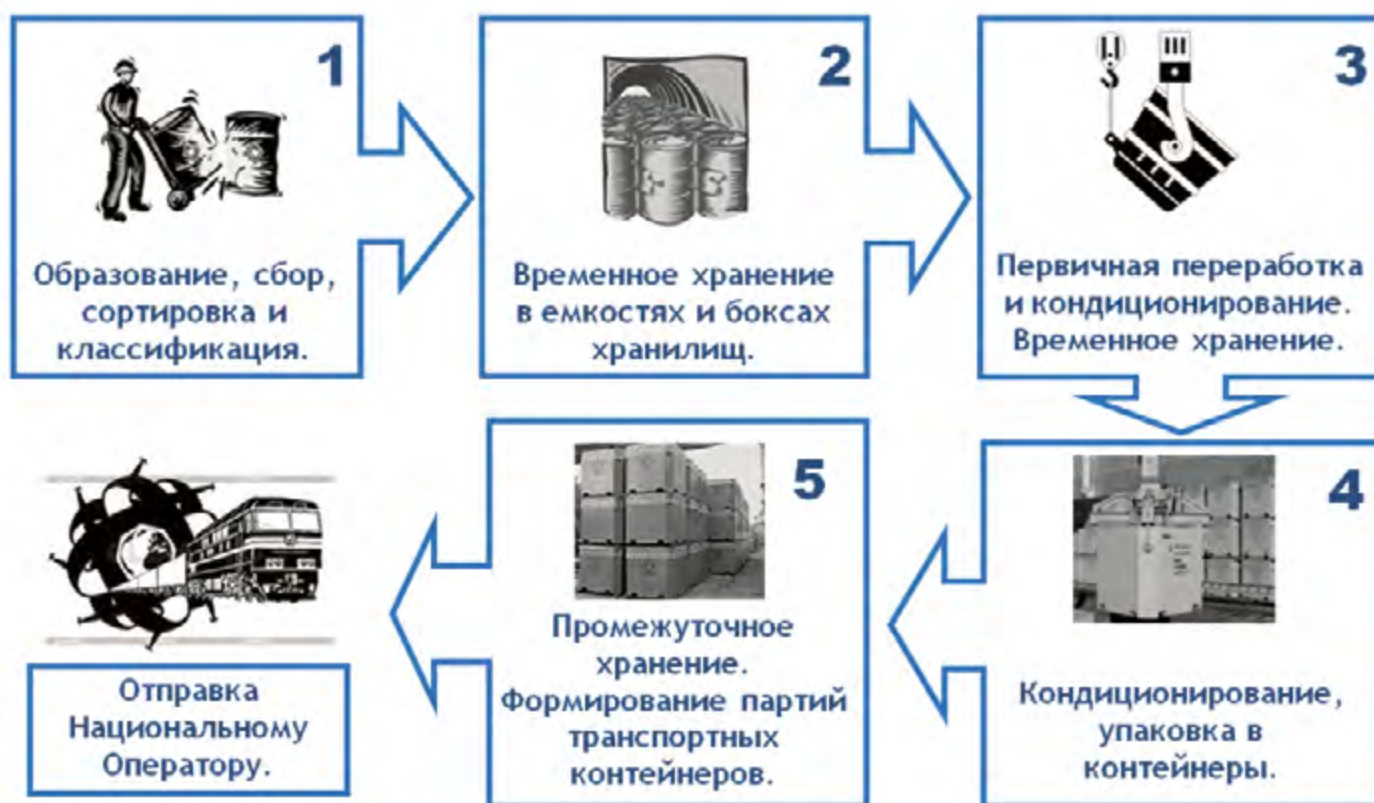 1
Образование, сбор,
сортировка и
классификация.
2
Временное хранение
в емкостях и боксах
хранилищ.
3
Первичная переработка
и кондиционирование.
Временное хранение.
4
Кондиционирование,
упаковка в
контейнеры.
5
Промежуточное
хранение.
Формирование партий
транспортных
контейнеров.
Отправка
Национальному
Оператору.